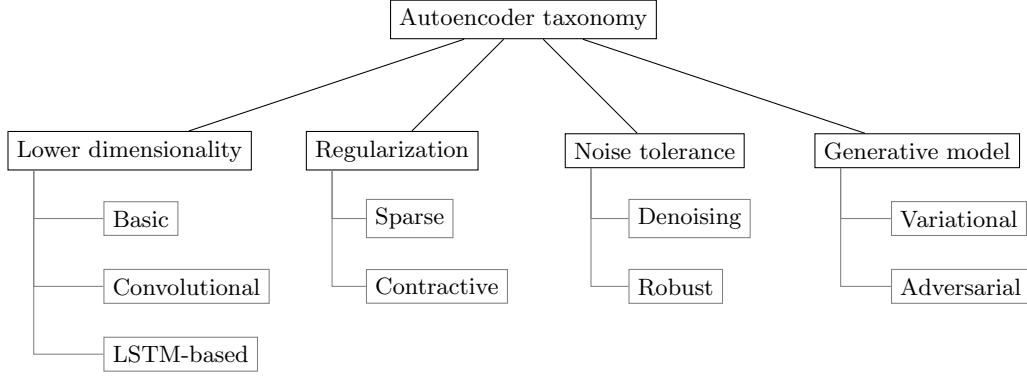 Autoencoder taxonomy
Lower dimensionality
Basic
Convolutional
LSTM-based
Regularization
Sparse
Contractive
Noise tolerance
Denoising
Robust
Generative model
Variational
Adversarial